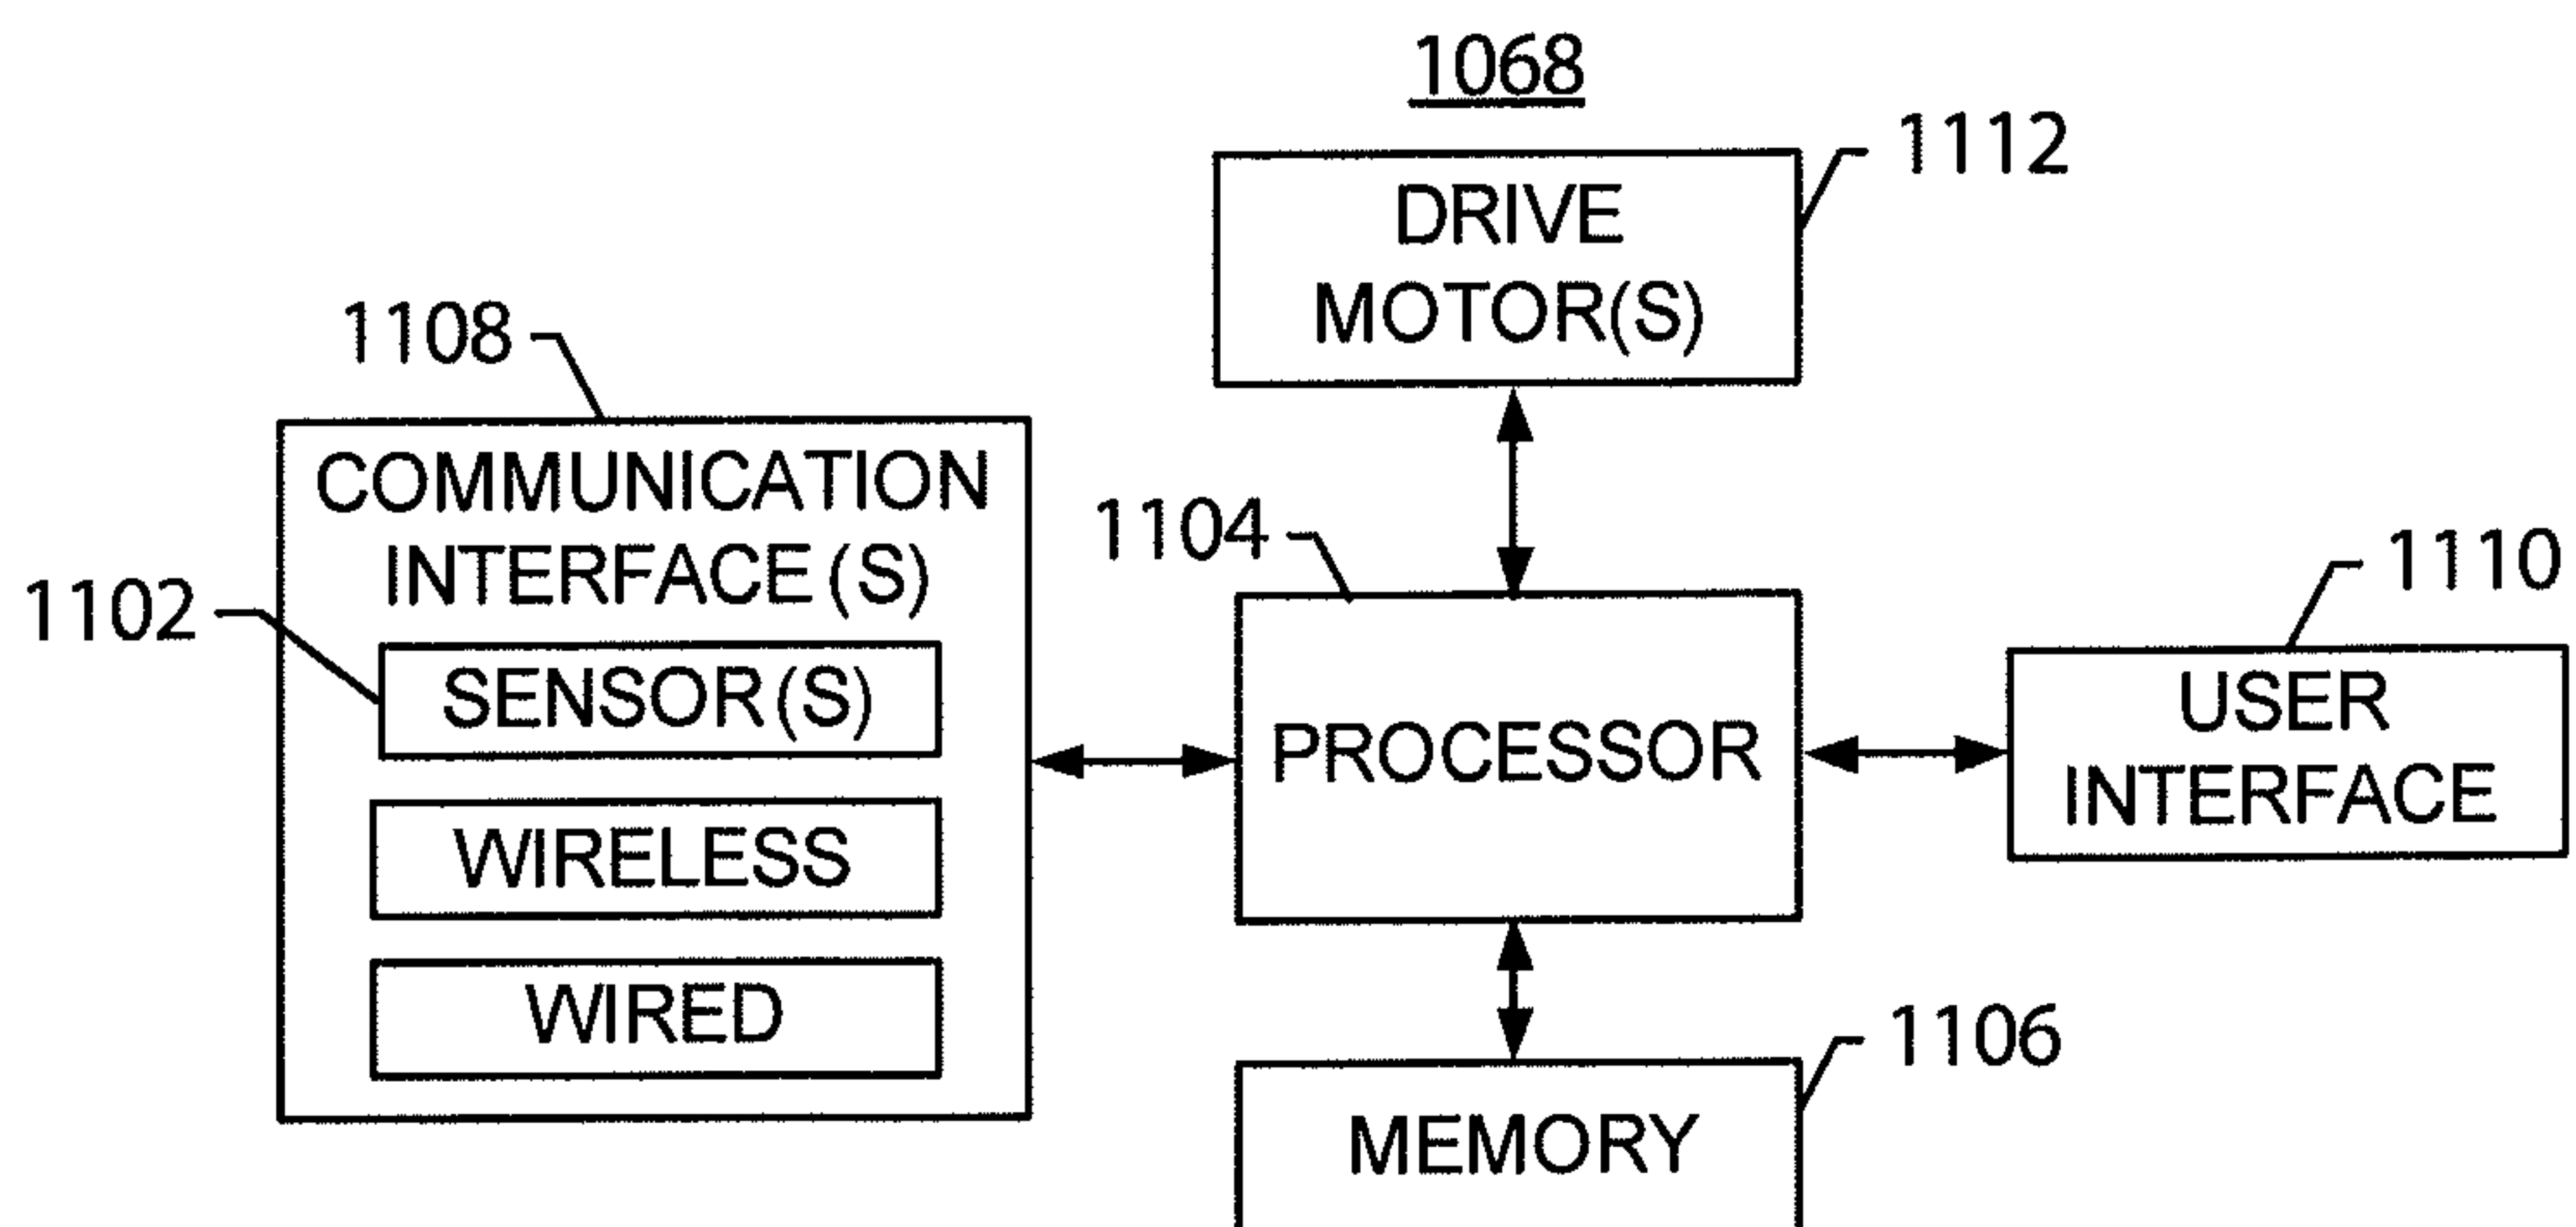 1068
1112
DRIVE
MOTOR(S)
1108
COMMUNICATION
INTERFACE(S)
1104
1110
1102
SENSOR(S)
USER
INTERFACE
PROCESSOR
WIRELESS
WIRED
1106
MEMORY